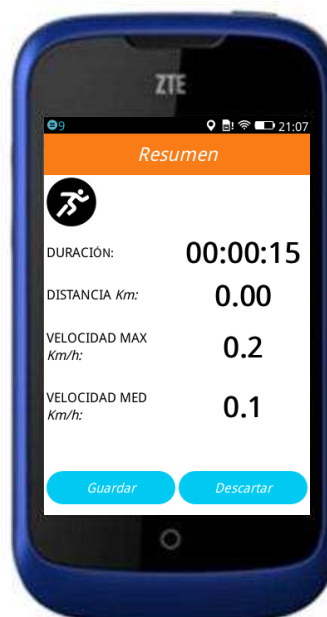 ZTE
9
21:07
Resumen
DURACIÓN:
00:00:15
DISTANCIA Km:
0.00
VELOCIDAD MAX
Km/h:
0.2
VELOCIDAD MED
Km/h:
0.1
Guardar
Descartar